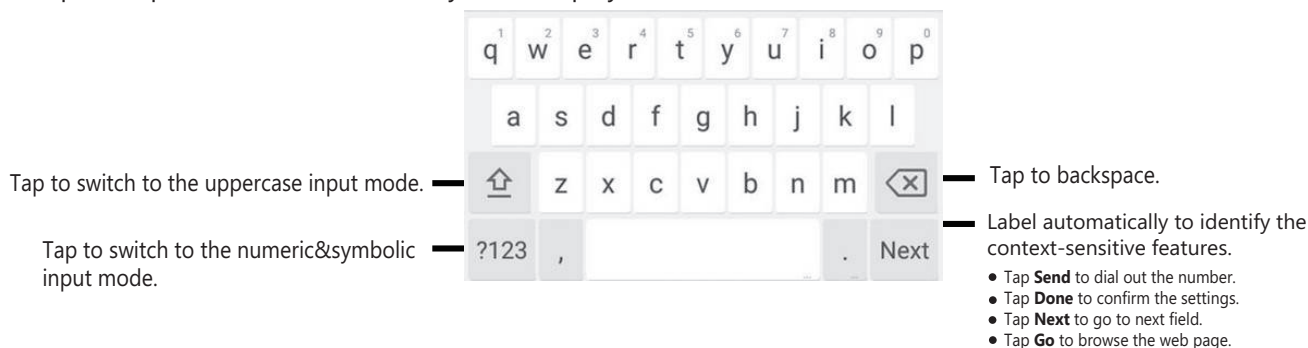 q 1 w 2 e 3 r 4 t 5 y 6 u 7 i 8 o 9 p 0
a s d f g h j k l
Tap to switch to the uppercase input mode.
z x c v b n m
Tap to backspace.
Tap to switch to the numeric&symbolic
input mode.
?123 , . Next
Label automatically to identify the
context-sensitive features.
• Tap Send to dial out the number.
• Tap Done to confirm the settings.
• Tap Next to go to next field.
• Tap Go to browse the web page.